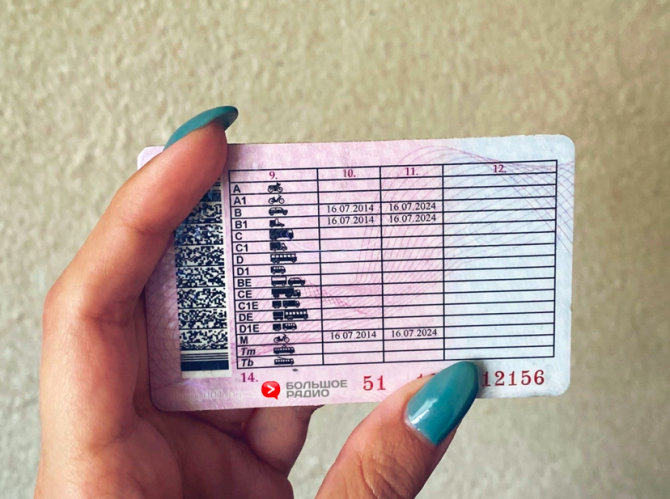 9. 10. 11. 12.
A
A1
B 16.07.2014 16.07.2024
B1 16.07.2014 16.07.2024
C
C1
D
D1
BE
CE
C1E
DE
D1E
M 16.07.2014 16.07.2024
Tm
Tb
14. 51 12156
БОЛЬШОЕ
РАДИО